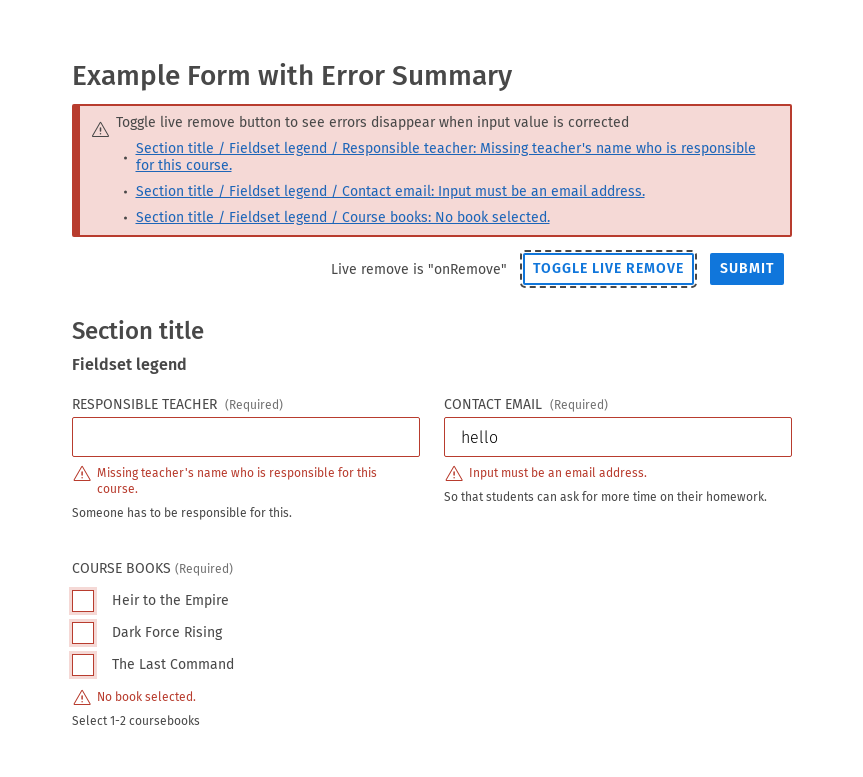 Example Form with Error Summary
Toggle live remove button to see errors disappear when input value is corrected
Section title / Fieldset legend / Responsible teacher: Missing teacher's name who is responsible
for this course.
Section title / Fieldset legend / Contact email: Input must be an email address.
Section title / Fieldset legend / Course books: No book selected.
Live remove is "onRemove" TOGGLE LIVE REMOVE SUBMIT
Section title
Fieldset legend
RESPONSIBLE TEACHER (Required)
Missing teacher's name who is responsible for this
course.
Someone has to be responsible for this.
CONTACT EMAIL (Required)
hello
Input must be an email address.
So that students can ask for more time on their homework.
COURSE BOOKS (Required)
Heir to the Empire
Dark Force Rising
The Last Command
No book selected.
Select 1-2 coursebooks